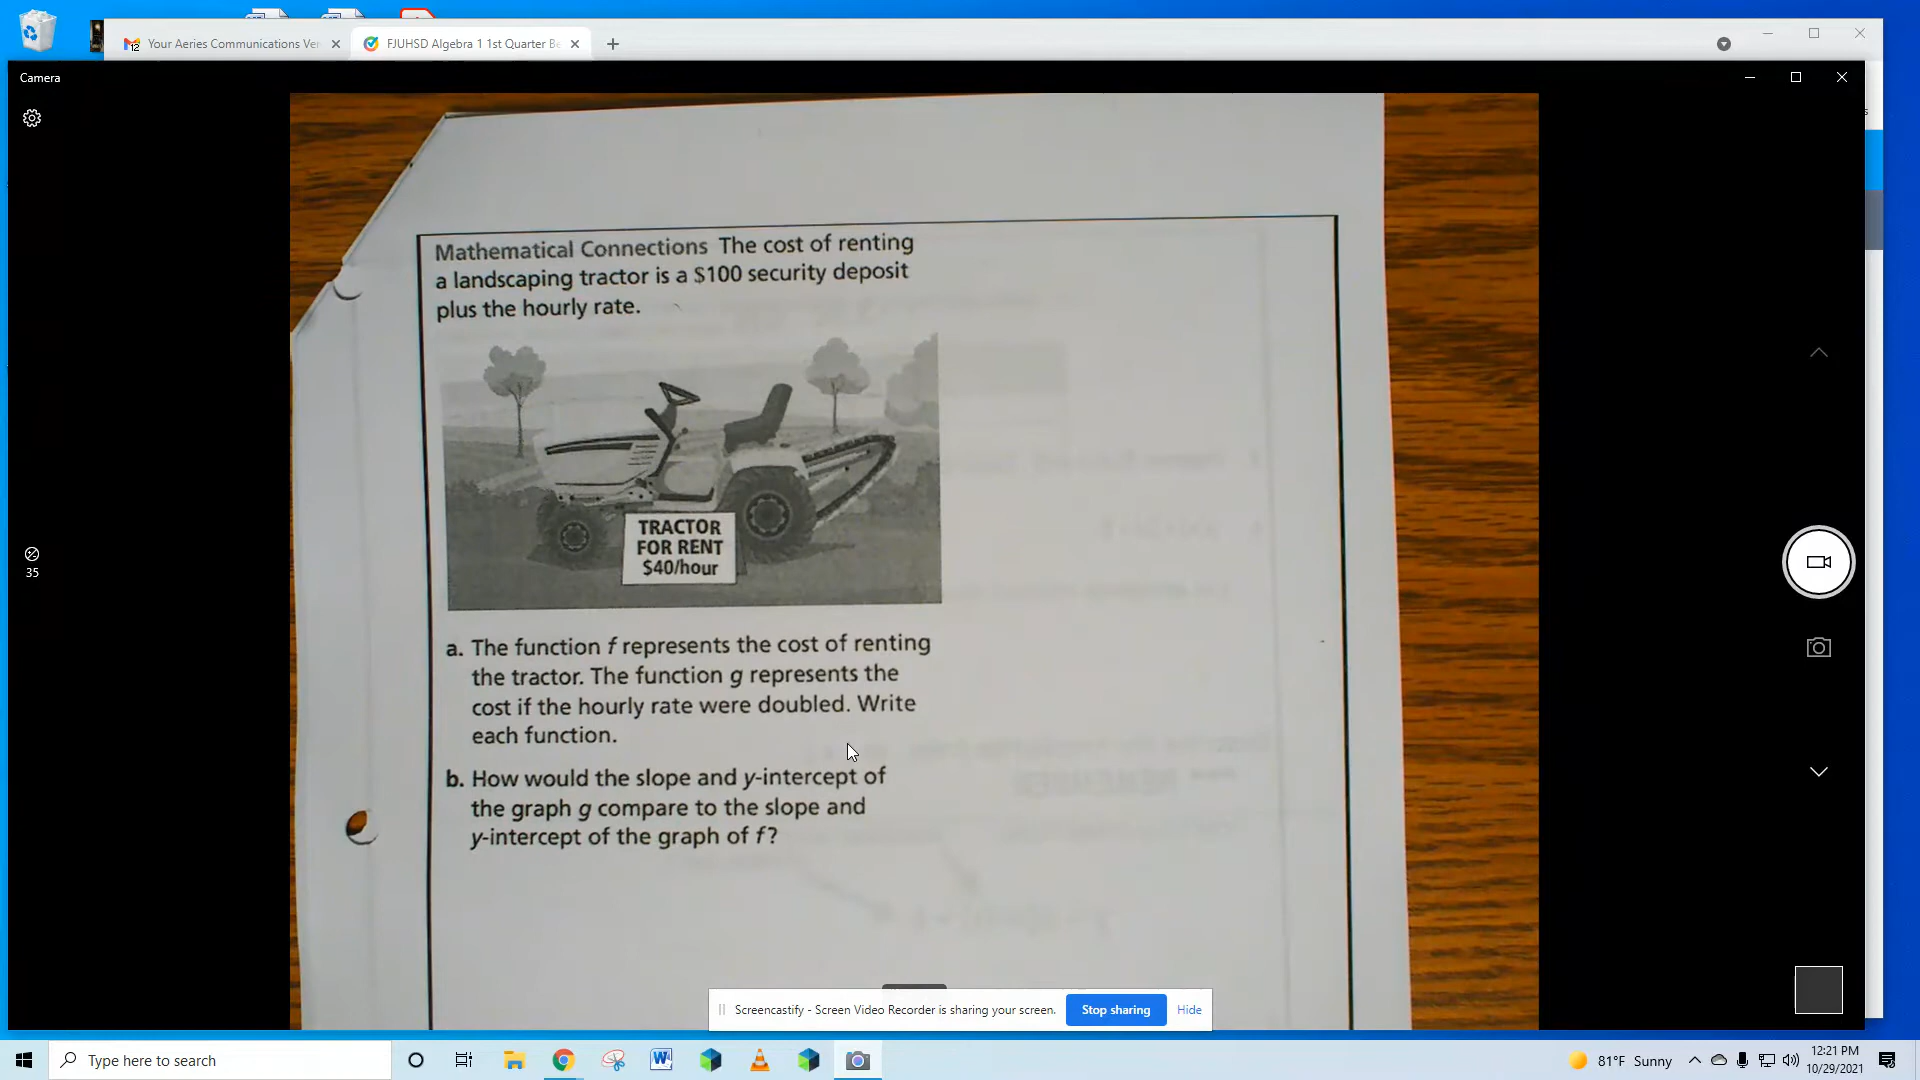 Your Aeries Communications Ver
FJUHSD Algebra 1 1st Quarter Be
Camera
35
Mathematical Connections The cost of renting
a landscaping tractor is a $100 security deposit
plus the hourly rate.
TRACTOR
FOR RENT
$40/hour
a. The function f represents the cost of renting
the tractor. The function g represents the
cost if the hourly rate were doubled. Write
each function.
b. How would the slope and y-intercept of
the graph g compare to the slope and
y-intercept of the graph of f?
Screencastify - Screen Video Recorder is sharing your screen.
Stop sharing
Hide
Type here to search
81°F Sunny
12:21 PM
10/29/2021